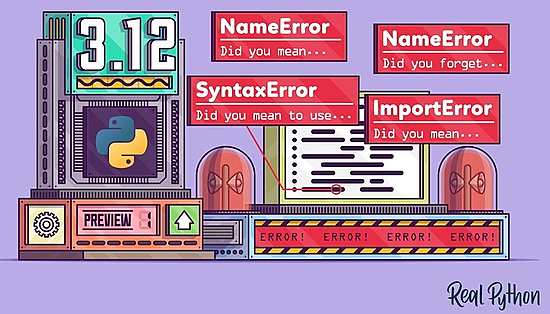 3.12
NameError
Did you mean...
NameError
Did you forget...
SyntaxError
Did you mean to use...
ImportError
Did you mean...
PREVIEW 1
ERROR! ERROR! ERROR! ERROR!
Real Python